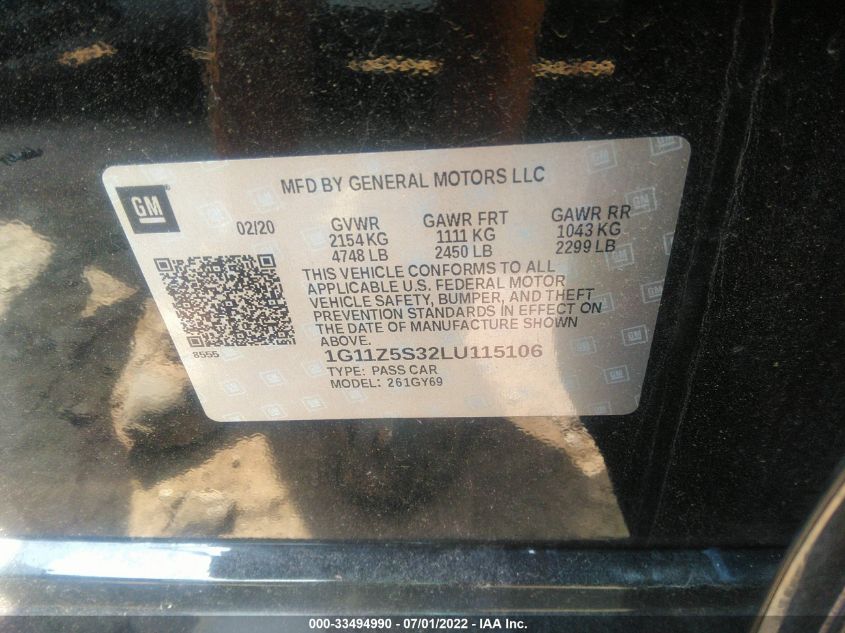 MFD BY GENERAL MOTORS LLC
GM
02/20
GVWR GAWR FRT GAWR RR
2154 KG 1111 KG 1043 KG
4748 LB 2450 LB 2299 LB
THIS VEHICLE CONFORMS TO ALL
APPLICABLE U.S. FEDERAL MOTOR
VEHICLE SAFETY, BUMPER, AND THEFT
PREVENTION STANDARDS IN EFFECT ON
THE DATE OF MANUFACTURE SHOWN
ABOVE.
8555
1G11Z5S32LU115106
TYPE: PASS CAR
MODEL: 261GY69
000-33494990 - 07/01/2022 - IAA Inc.